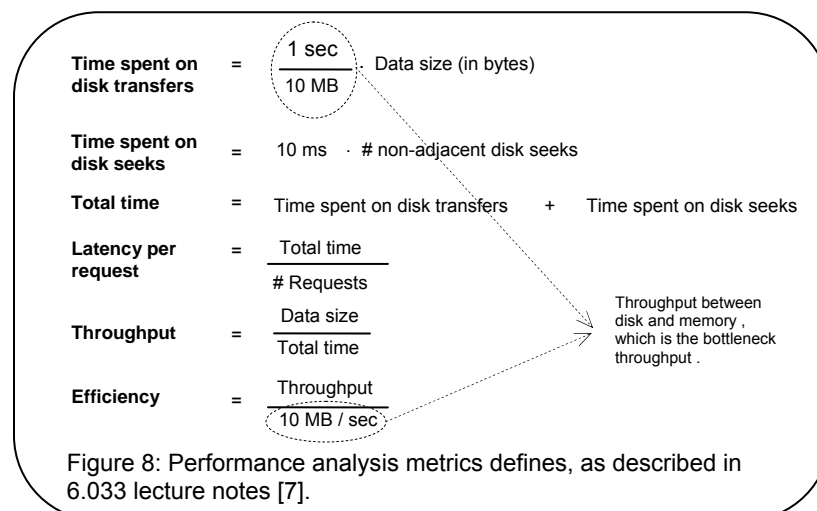 Time spent on disk transfers = 1 sec / 10 MB · Data size (in bytes)
Time spent on disk seeks = 10 ms · # non-adjacent disk seeks
Total time = Time spent on disk transfers + Time spent on disk seeks
Latency per request = Total time / # Requests
Throughput = Data size / Total time
Efficiency = Throughput / 10 MB / sec
Throughput between
disk and memory ,
which is the bottleneck
throughput .
Figure 8: Performance analysis metrics defines, as described in
6.033 lecture notes [7].